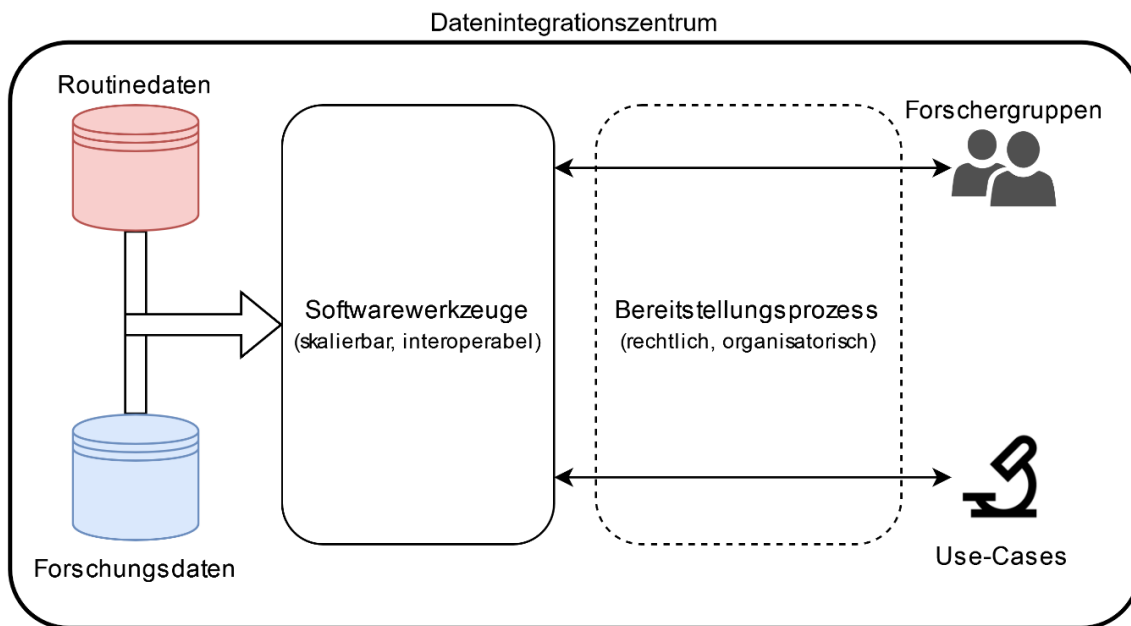 Datenintegrationszentrum
Routinedaten
Forschergruppen
Softwarewerkzeuge
(skalierbar, interoperabel)
Bereitstellungsprozess
(rechtlich, organisatorisch)
Forschungsdaten
Use-Cases